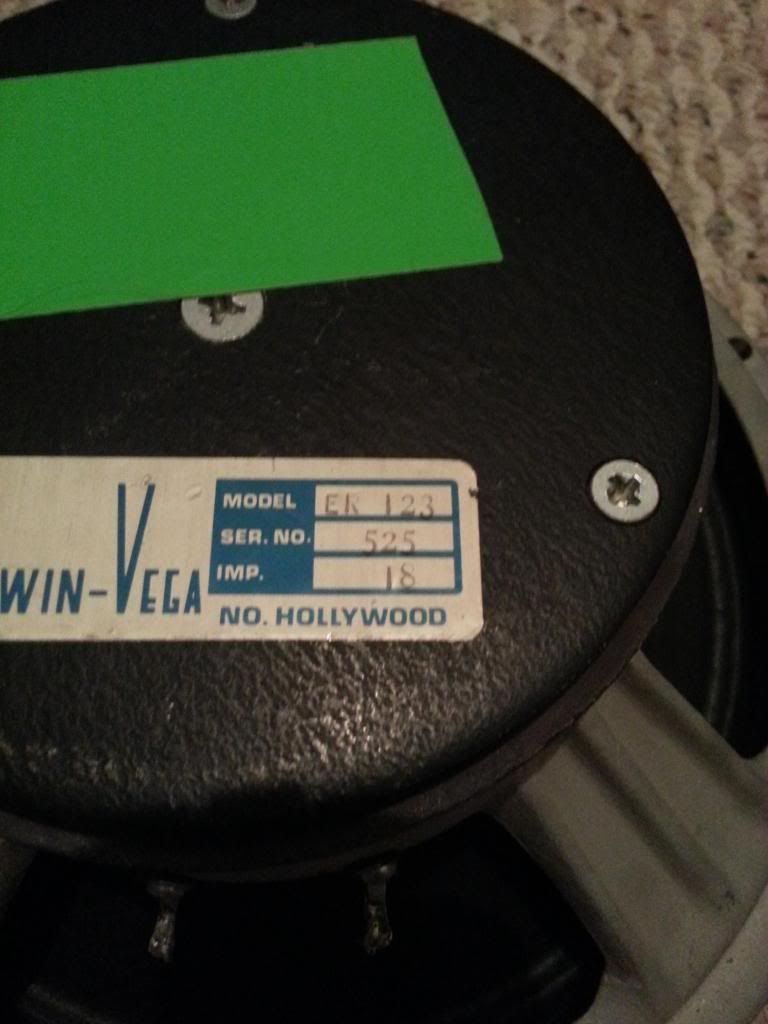 WIN-VEGA
MODEL ER 123
SER. NO. 525
IMP. 18
NO. HOLLYWOOD